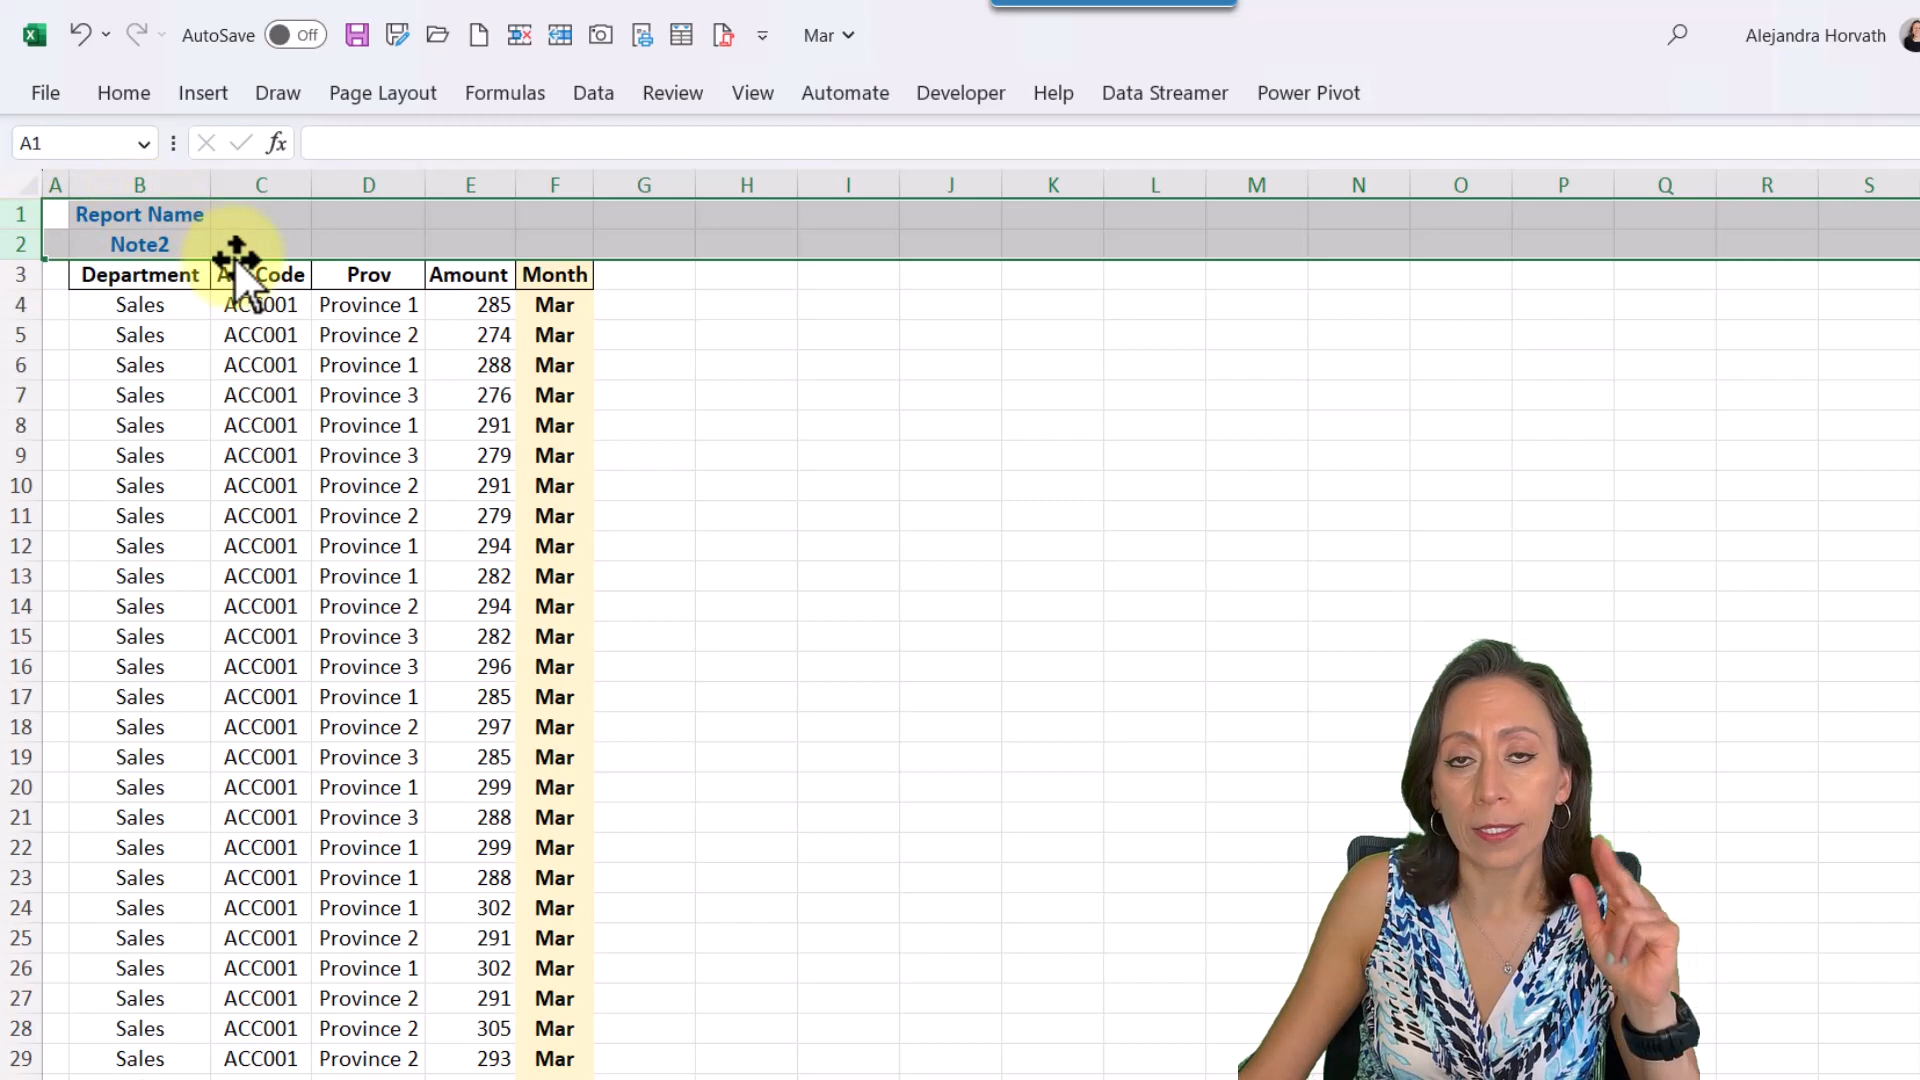 AutoSave Off Mar Alejandra Horvath
File Home Insert Draw Page Layout Formulas Data Review View Automate Developer Help Data Streamer Power Pivot
A1 fx
A B C D E F G H I J K L M N O P Q R S
1 Report Name
2 Note2
3 Department Code Prov Amount Month
4 Sales ACC001 Province 1 285 Mar
5 Sales ACC001 Province 2 274 Mar
6 Sales ACC001 Province 1 288 Mar
7 Sales ACC001 Province 3 276 Mar
8 Sales ACC001 Province 1 291 Mar
9 Sales ACC001 Province 3 279 Mar
10 Sales ACC001 Province 2 291 Mar
11 Sales ACC001 Province 2 279 Mar
12 Sales ACC001 Province 1 294 Mar
13 Sales ACC001 Province 1 282 Mar
14 Sales ACC001 Province 2 294 Mar
15 Sales ACC001 Province 3 282 Mar
16 Sales ACC001 Province 3 296 Mar
17 Sales ACC001 Province 1 285 Mar
18 Sales ACC001 Province 2 297 Mar
19 Sales ACC001 Province 3 285 Mar
20 Sales ACC001 Province 1 299 Mar
21 Sales ACC001 Province 3 288 Mar
22 Sales ACC001 Province 1 299 Mar
23 Sales ACC001 Province 1 288 Mar
24 Sales ACC001 Province 1 302 Mar
25 Sales ACC001 Province 2 291 Mar
26 Sales ACC001 Province 1 302 Mar
27 Sales ACC001 Province 2 291 Mar
28 Sales ACC001 Province 2 305 Mar
29 Sales ACC001 Province 2 293 Mar